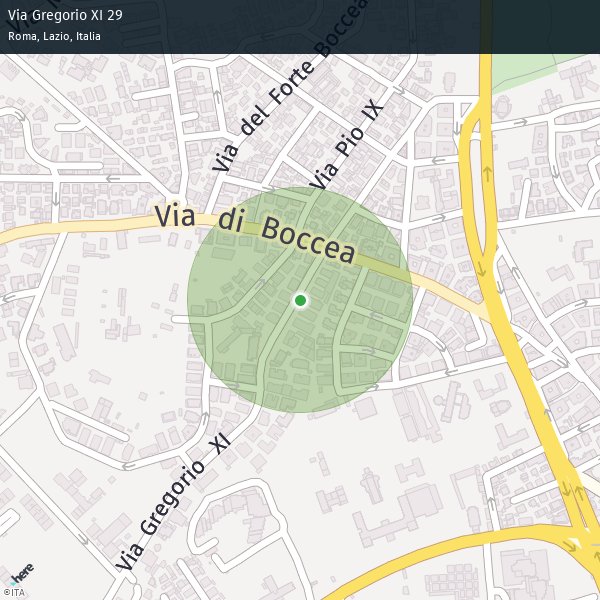 Via Gregorio XI 29
Roma, Lazio, Italia
Via del Forte Boccea
Via Pio IX
Via di Boccea
Via Gregorio XI
here
©ITA